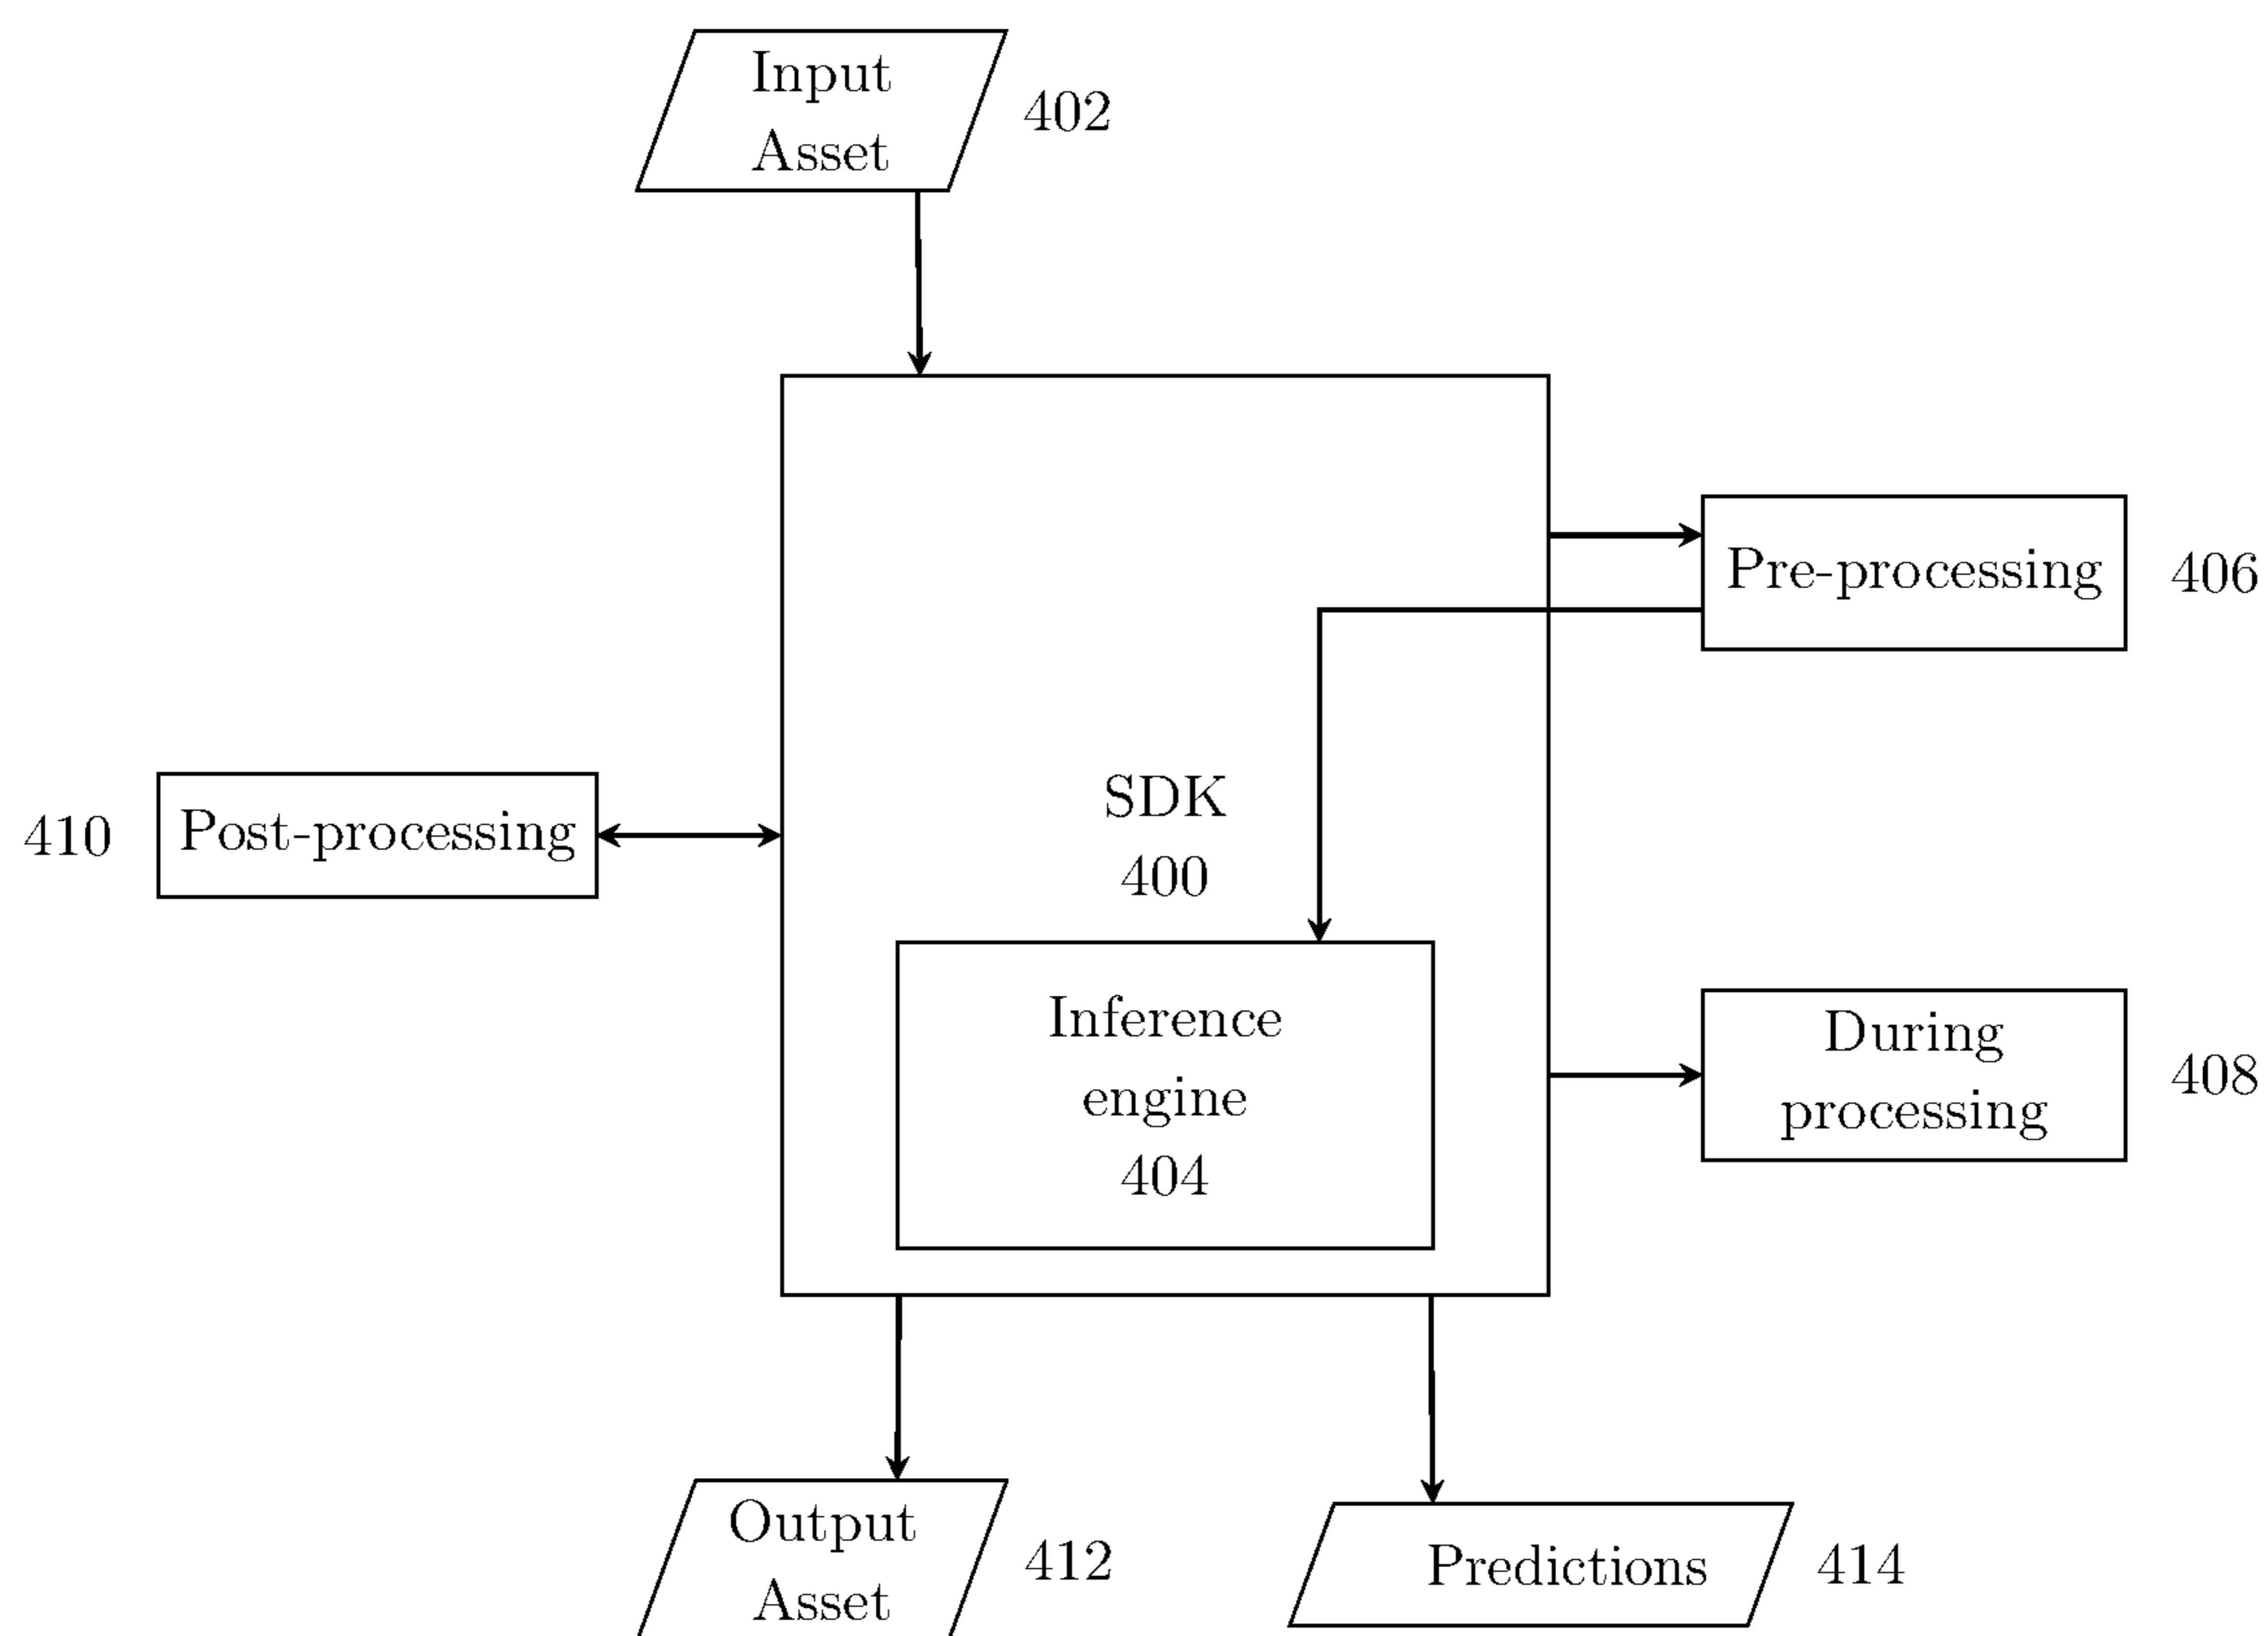 Input
Asset
402
Pre-processing
406
SDK
400
410
Post-processing
Inference
engine
404
During
processing
408
Output
Asset
412
Predictions
414